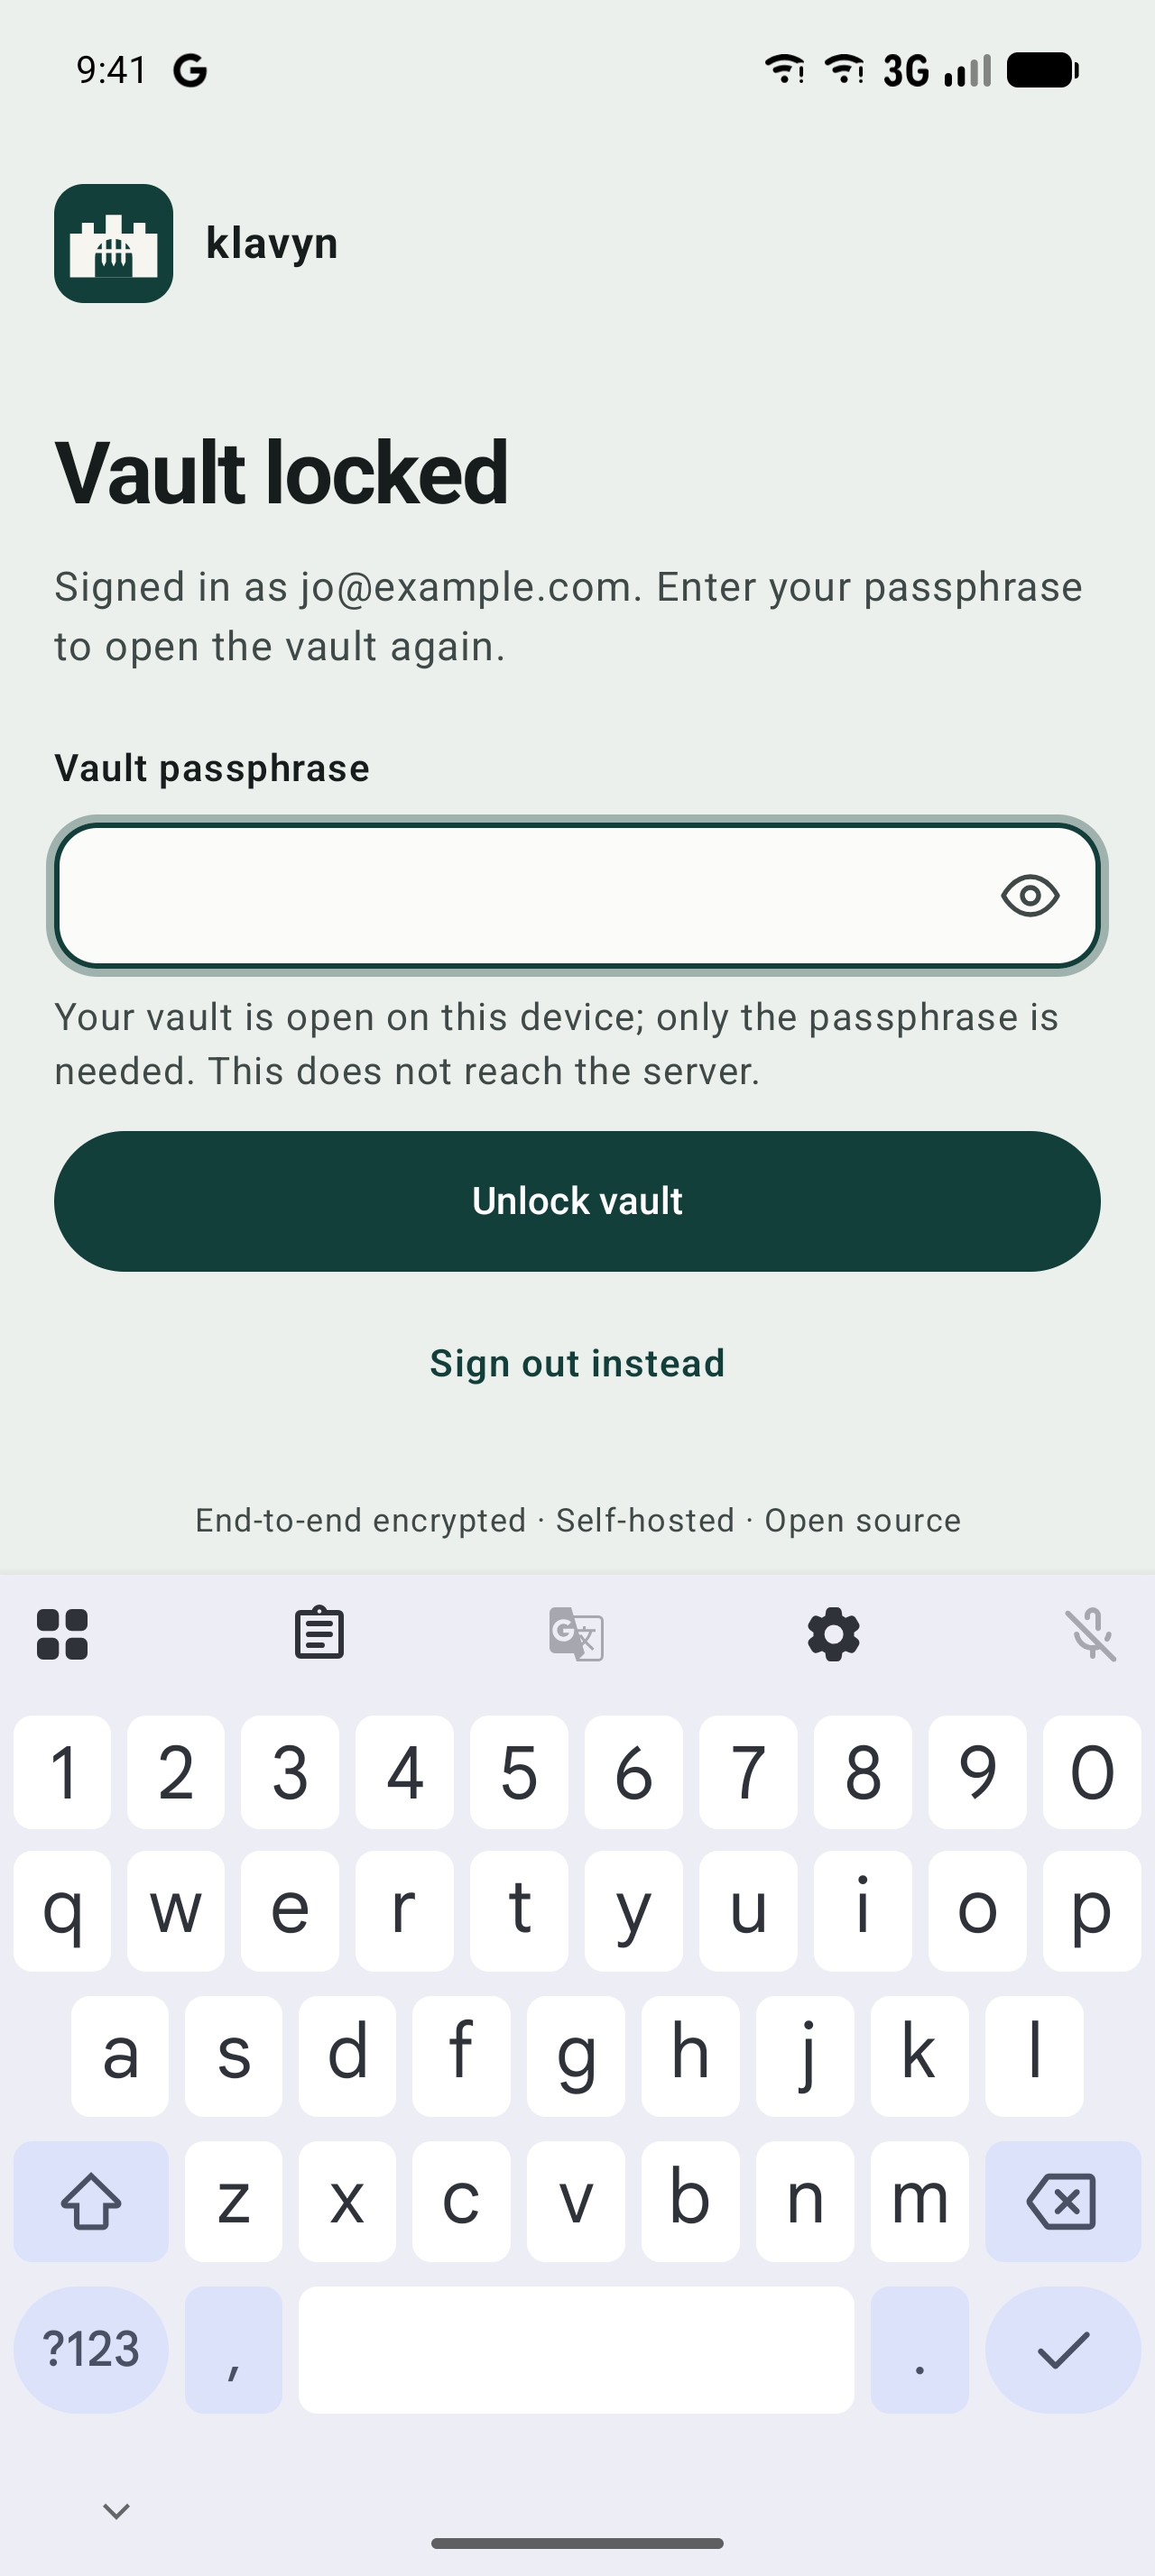 9:41
3G
klavyn
Vault locked
Signed in as jo@example.com. Enter your passphrase
to open the vault again.
Vault passphrase
Your vault is open on this device; only the passphrase is
needed. This does not reach the server.
Unlock vault
Sign out instead
End-to-end encrypted · Self-hosted · Open source
1 2 3 4 5 6 7 8 9 0
q w e r t y u i o p
a s d f g h j k l
z x c v b n m
?123 , .